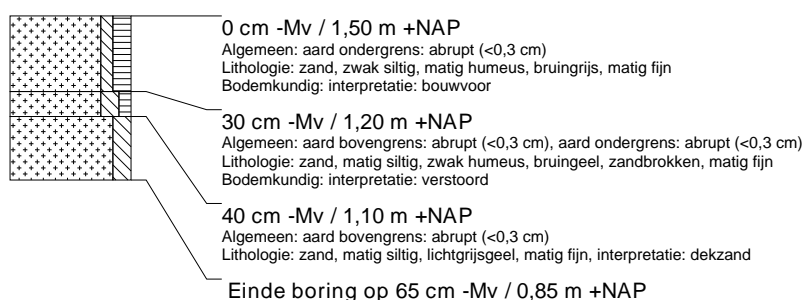 0 cm -Mv / 1,50 m +NAP
Algemeen: aard ondergrens: abrupt (<0,3 cm)
Lithologie: zand, zwak siltig, matig humeus, bruingrijs, matig fijn
Bodemkundig: interpretatie: bouwvoor
30 cm -Mv / 1,20 m +NAP
Algemeen: aard bovengrens: abrupt (<0,3 cm), aard ondergrens: abrupt (<0,3 cm)
Lithologie: zand, matig siltig, zwak humeus, bruingeel, zandbrokken, matig fijn
Bodemkundig: interpretatie: verstoord
40 cm -Mv / 1,10 m +NAP
Algemeen: aard bovengrens: abrupt (<0,3 cm)
Lithologie: zand, matig siltig, lichtgrijsgeel, matig fijn, interpretatie: dekzand
Einde boring op 65 cm -Mv / 0,85 m +NAP